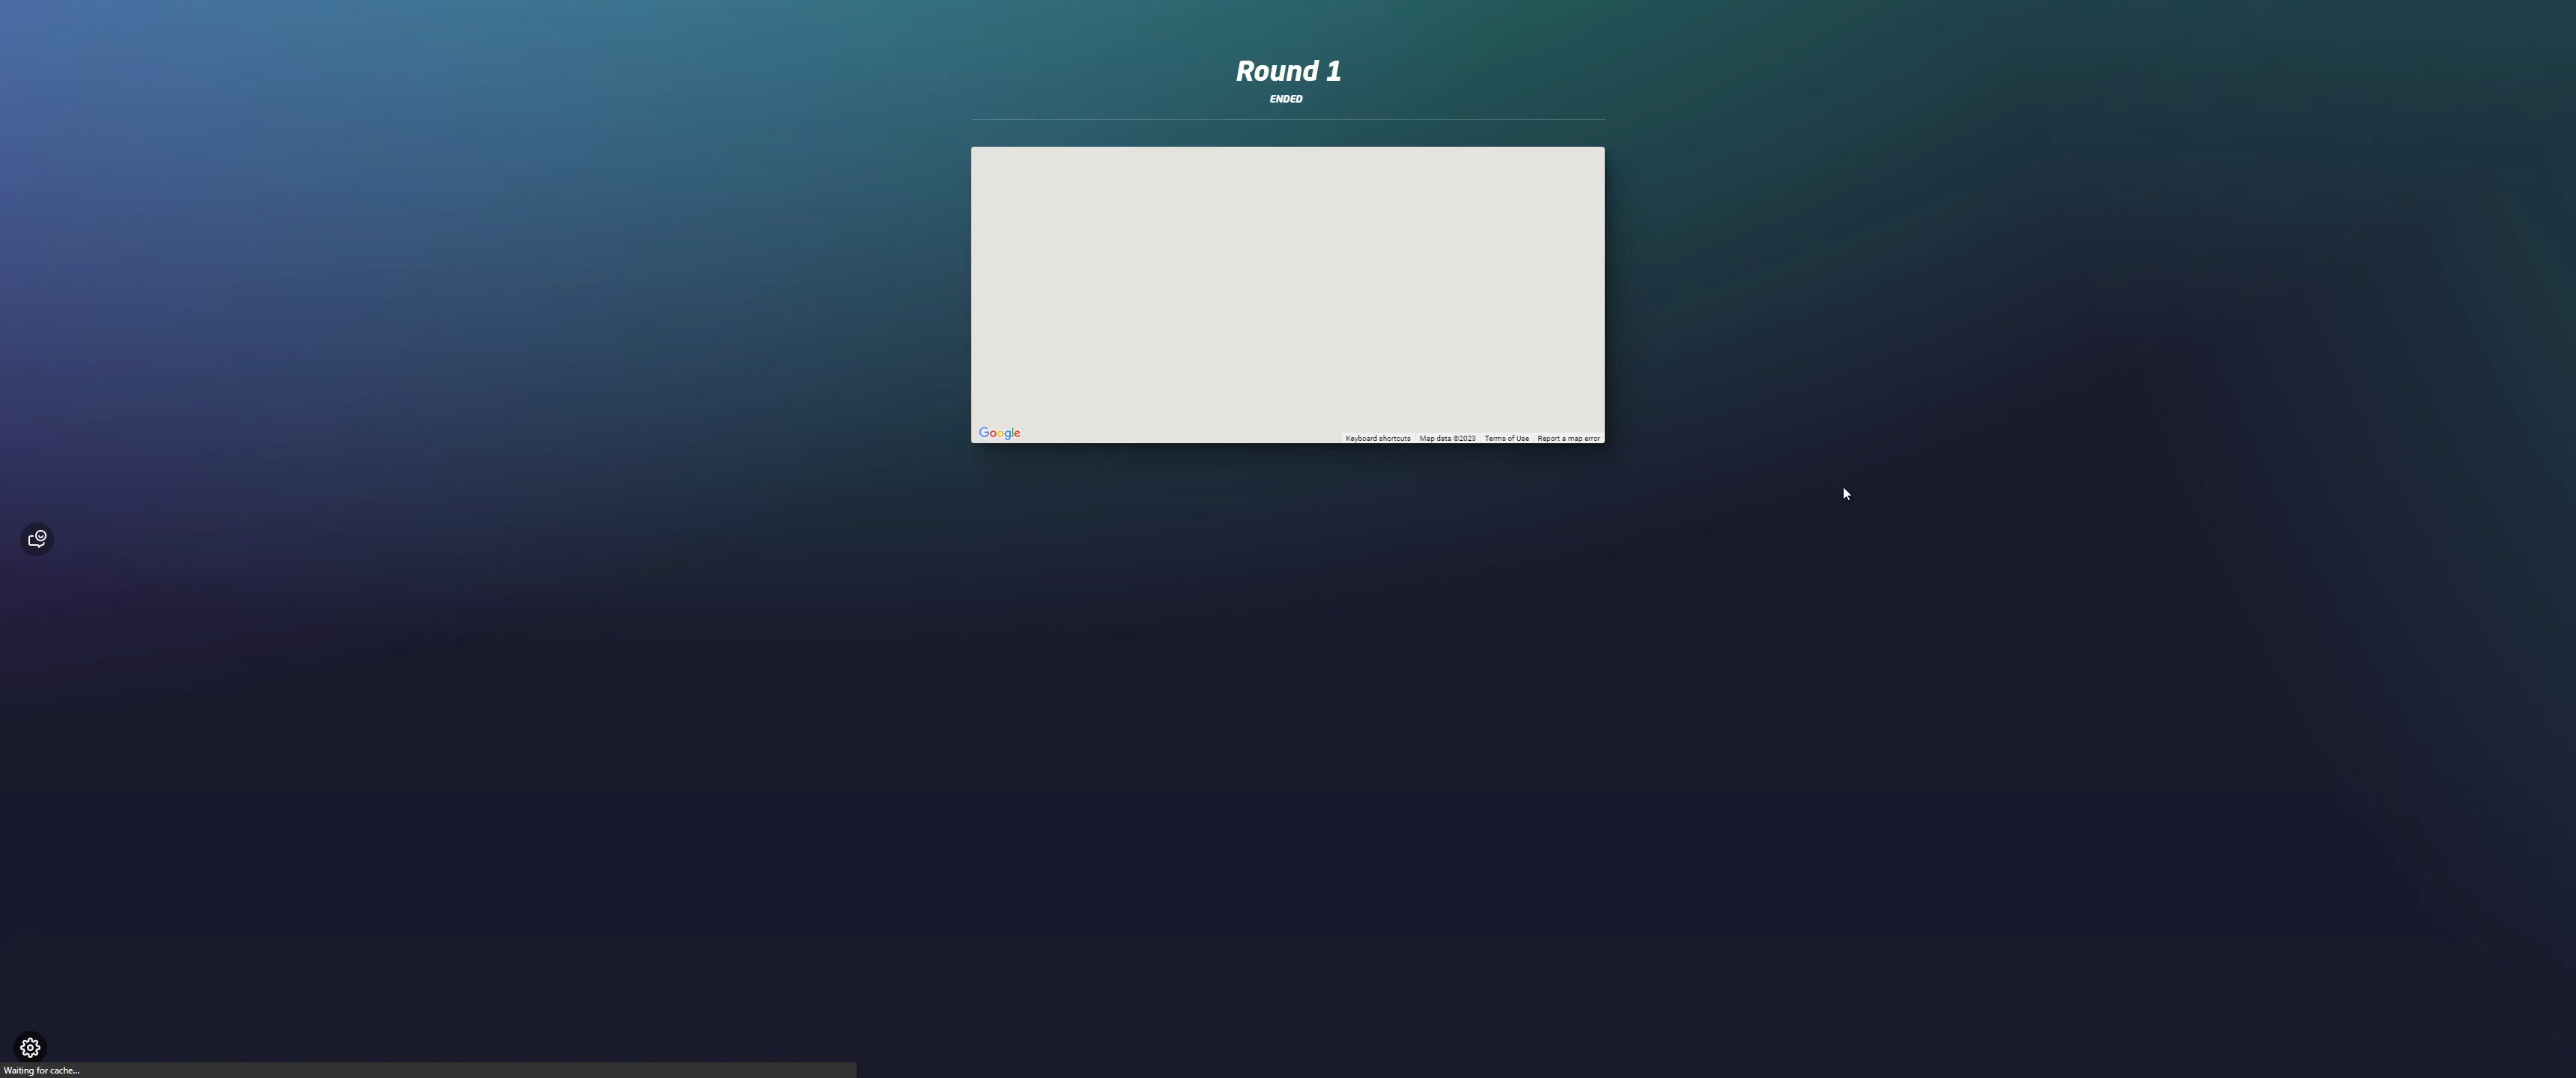 Round 1
ENDED
Google
Keyboard shortcuts Map data ©2023 Terms of Use Report a map error
Waiting for cache...